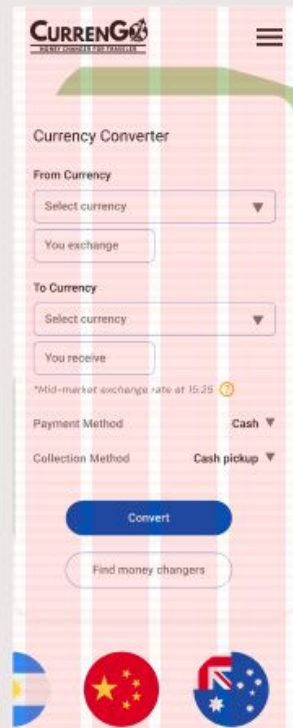 CURRENGO
MONEY CHANGER FOR TRAVELLER
Currency Converter
From Currency
Select currency
You exchange
To Currency
Select currency
You receive
*Mid-market exchange rate at 15:25 ?
Payment Method Cash
Collection Method Cash pickup
Convert
Find money changers